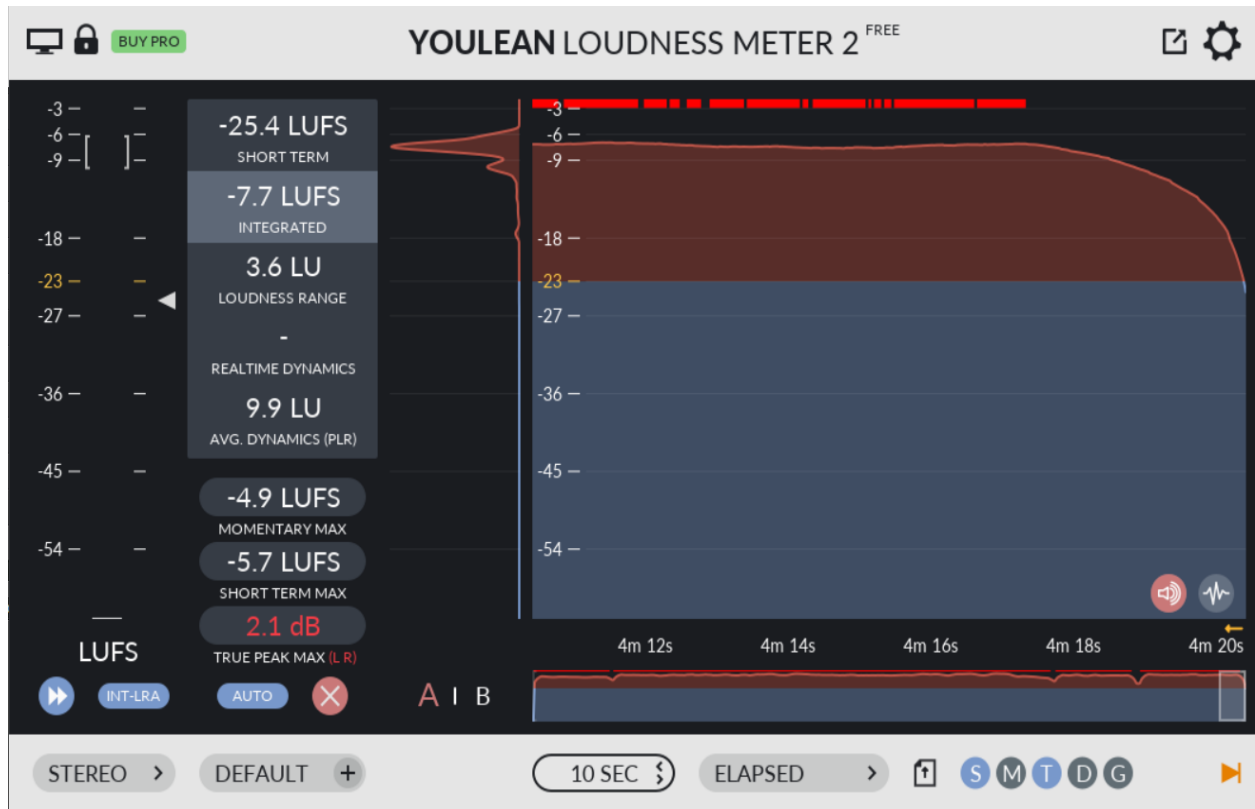 BUY PRO
YOULEAN LOUDNESS METER 2 FREE
-3
-6
-9
-18
-23
-27
-36
-45
-54
LUFS
-25.4 LUFS
SHORT TERM
-7.7 LUFS
INTEGRATED
3.6 LU
LOUDNESS RANGE
-
REALTIME DYNAMICS
9.9 LU
AVG. DYNAMICS (PLR)
-4.9 LUFS
MOMENTARY MAX
-5.7 LUFS
SHORT TERM MAX
2.1 dB
TRUE PEAK MAX (L R)
-3
-6
-9
-18
-23
-27
-36
-45
-54
4m 12s 4m 14s 4m 16s 4m 18s 4m 20s
INT-LRA AUTO A I B
STEREO DEFAULT + 10 SEC ELAPSED S M T D G